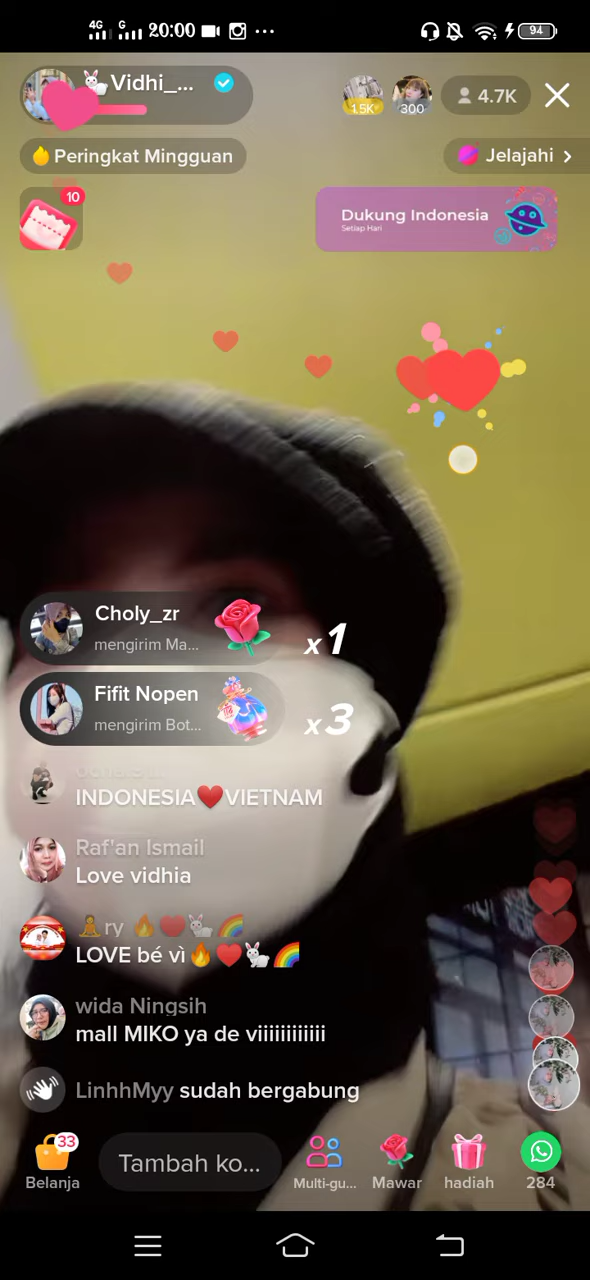 4G G 20:00 94
Vidhi_...
1.5K 300 4.7K
Peringkat Mingguan
Jelajahi
10
Dukung Indonesia
Setiap Hari
Choly_zr
mengirim Ma...
x1
Fifit Nopen
mengirim Bot...
x3
INDONESIA❤️VIETNAM
Raf'an Ismail
Love vidhia
ry 🔥❤️🐇🌈
LOVE bé vì🔥❤️🐇🌈
wida Ningsih
mall MIKO ya de viiiiiiiiiiii
LinhhMyy sudah bergabung
33
Belanja
Tambah ko...
Multi-gu...
Mawar
hadiah
284